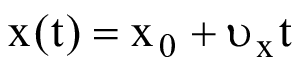 x(t) = x₀ + υₓt